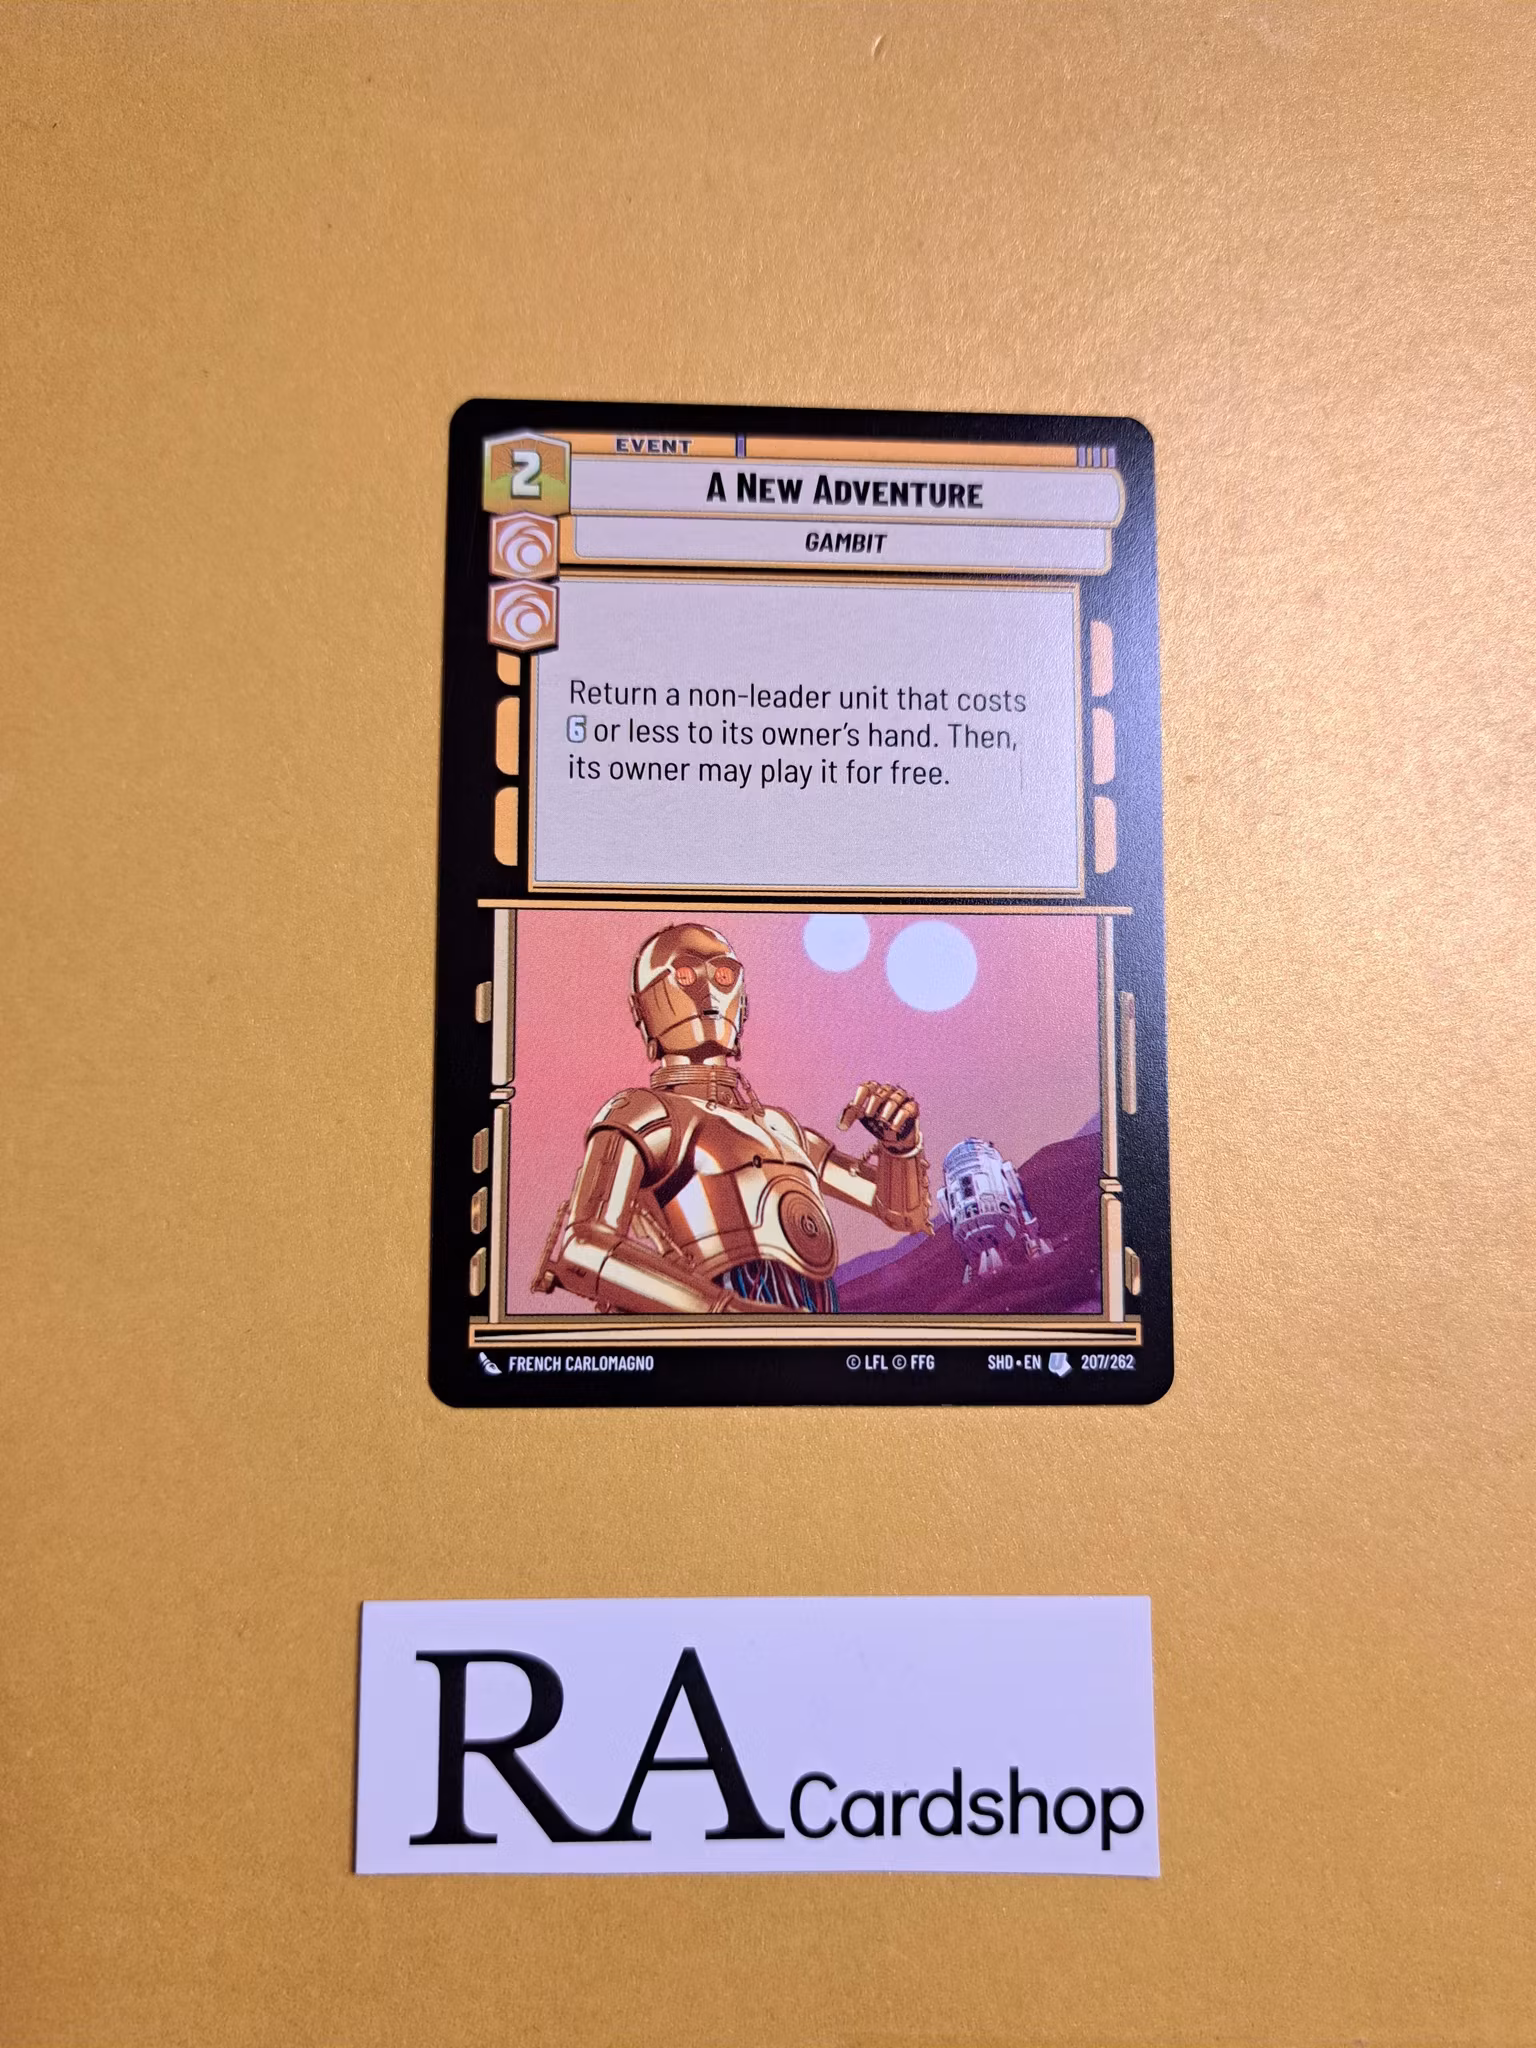 EVENT
2
A NEW ADVENTURE
GAMBIT
Return a non-leader unit that costs
6 or less to its owner's hand. Then,
its owner may play it for free.
FRENCH CARLOMAGNO
© LFL © FFG
SHD • EN U 207/262
RA Cardshop